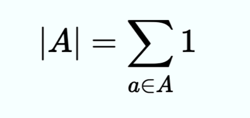 |A| = ∑ 1
a∈A